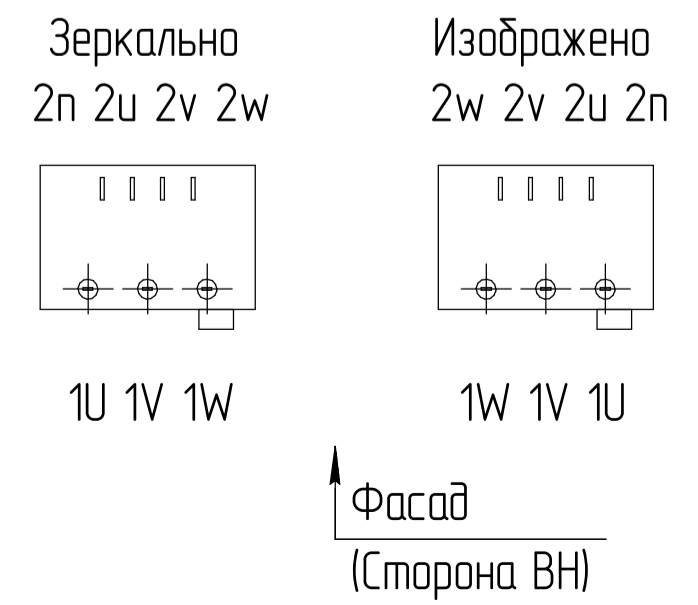 Зеркально
2n 2u 2v 2w
1U 1V 1W
Изображено
2w 2v 2u 2n
1W 1V 1U
Фасад
(Сторона ВН)